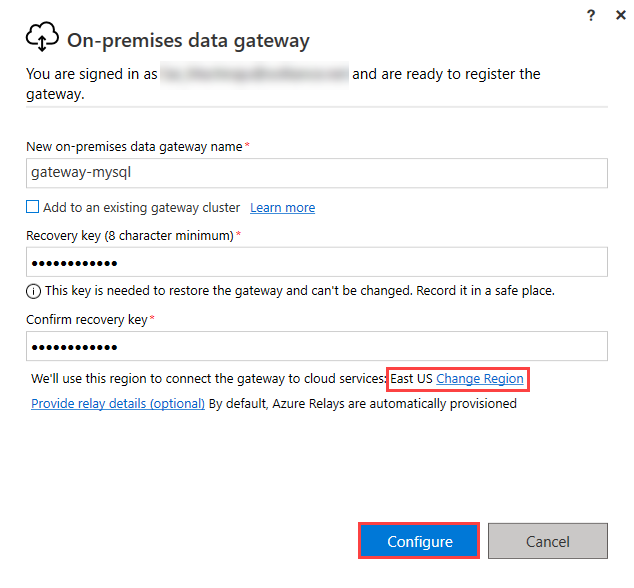 ? ×
On-premises data gateway
You are signed in as and are ready to register the
gateway.
New on-premises data gateway name*
gateway-mysql
Add to an existing gateway cluster Learn more
Recovery key (8 character minimum)*
••••••••••••
This key is needed to restore the gateway and can't be changed. Record it in a safe place.
Confirm recovery key*
••••••••••••
We'll use this region to connect the gateway to cloud services: East US Change Region
Provide relay details (optional) By default, Azure Relays are automatically provisioned
Configure Cancel